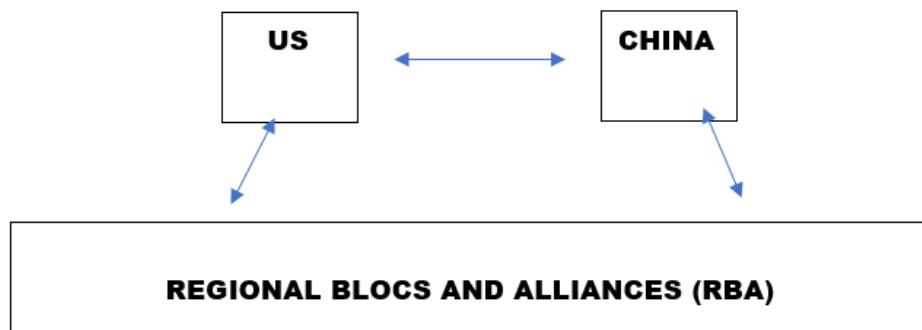 US
CHINA
REGIONAL BLOCS AND ALLIANCES (RBA)